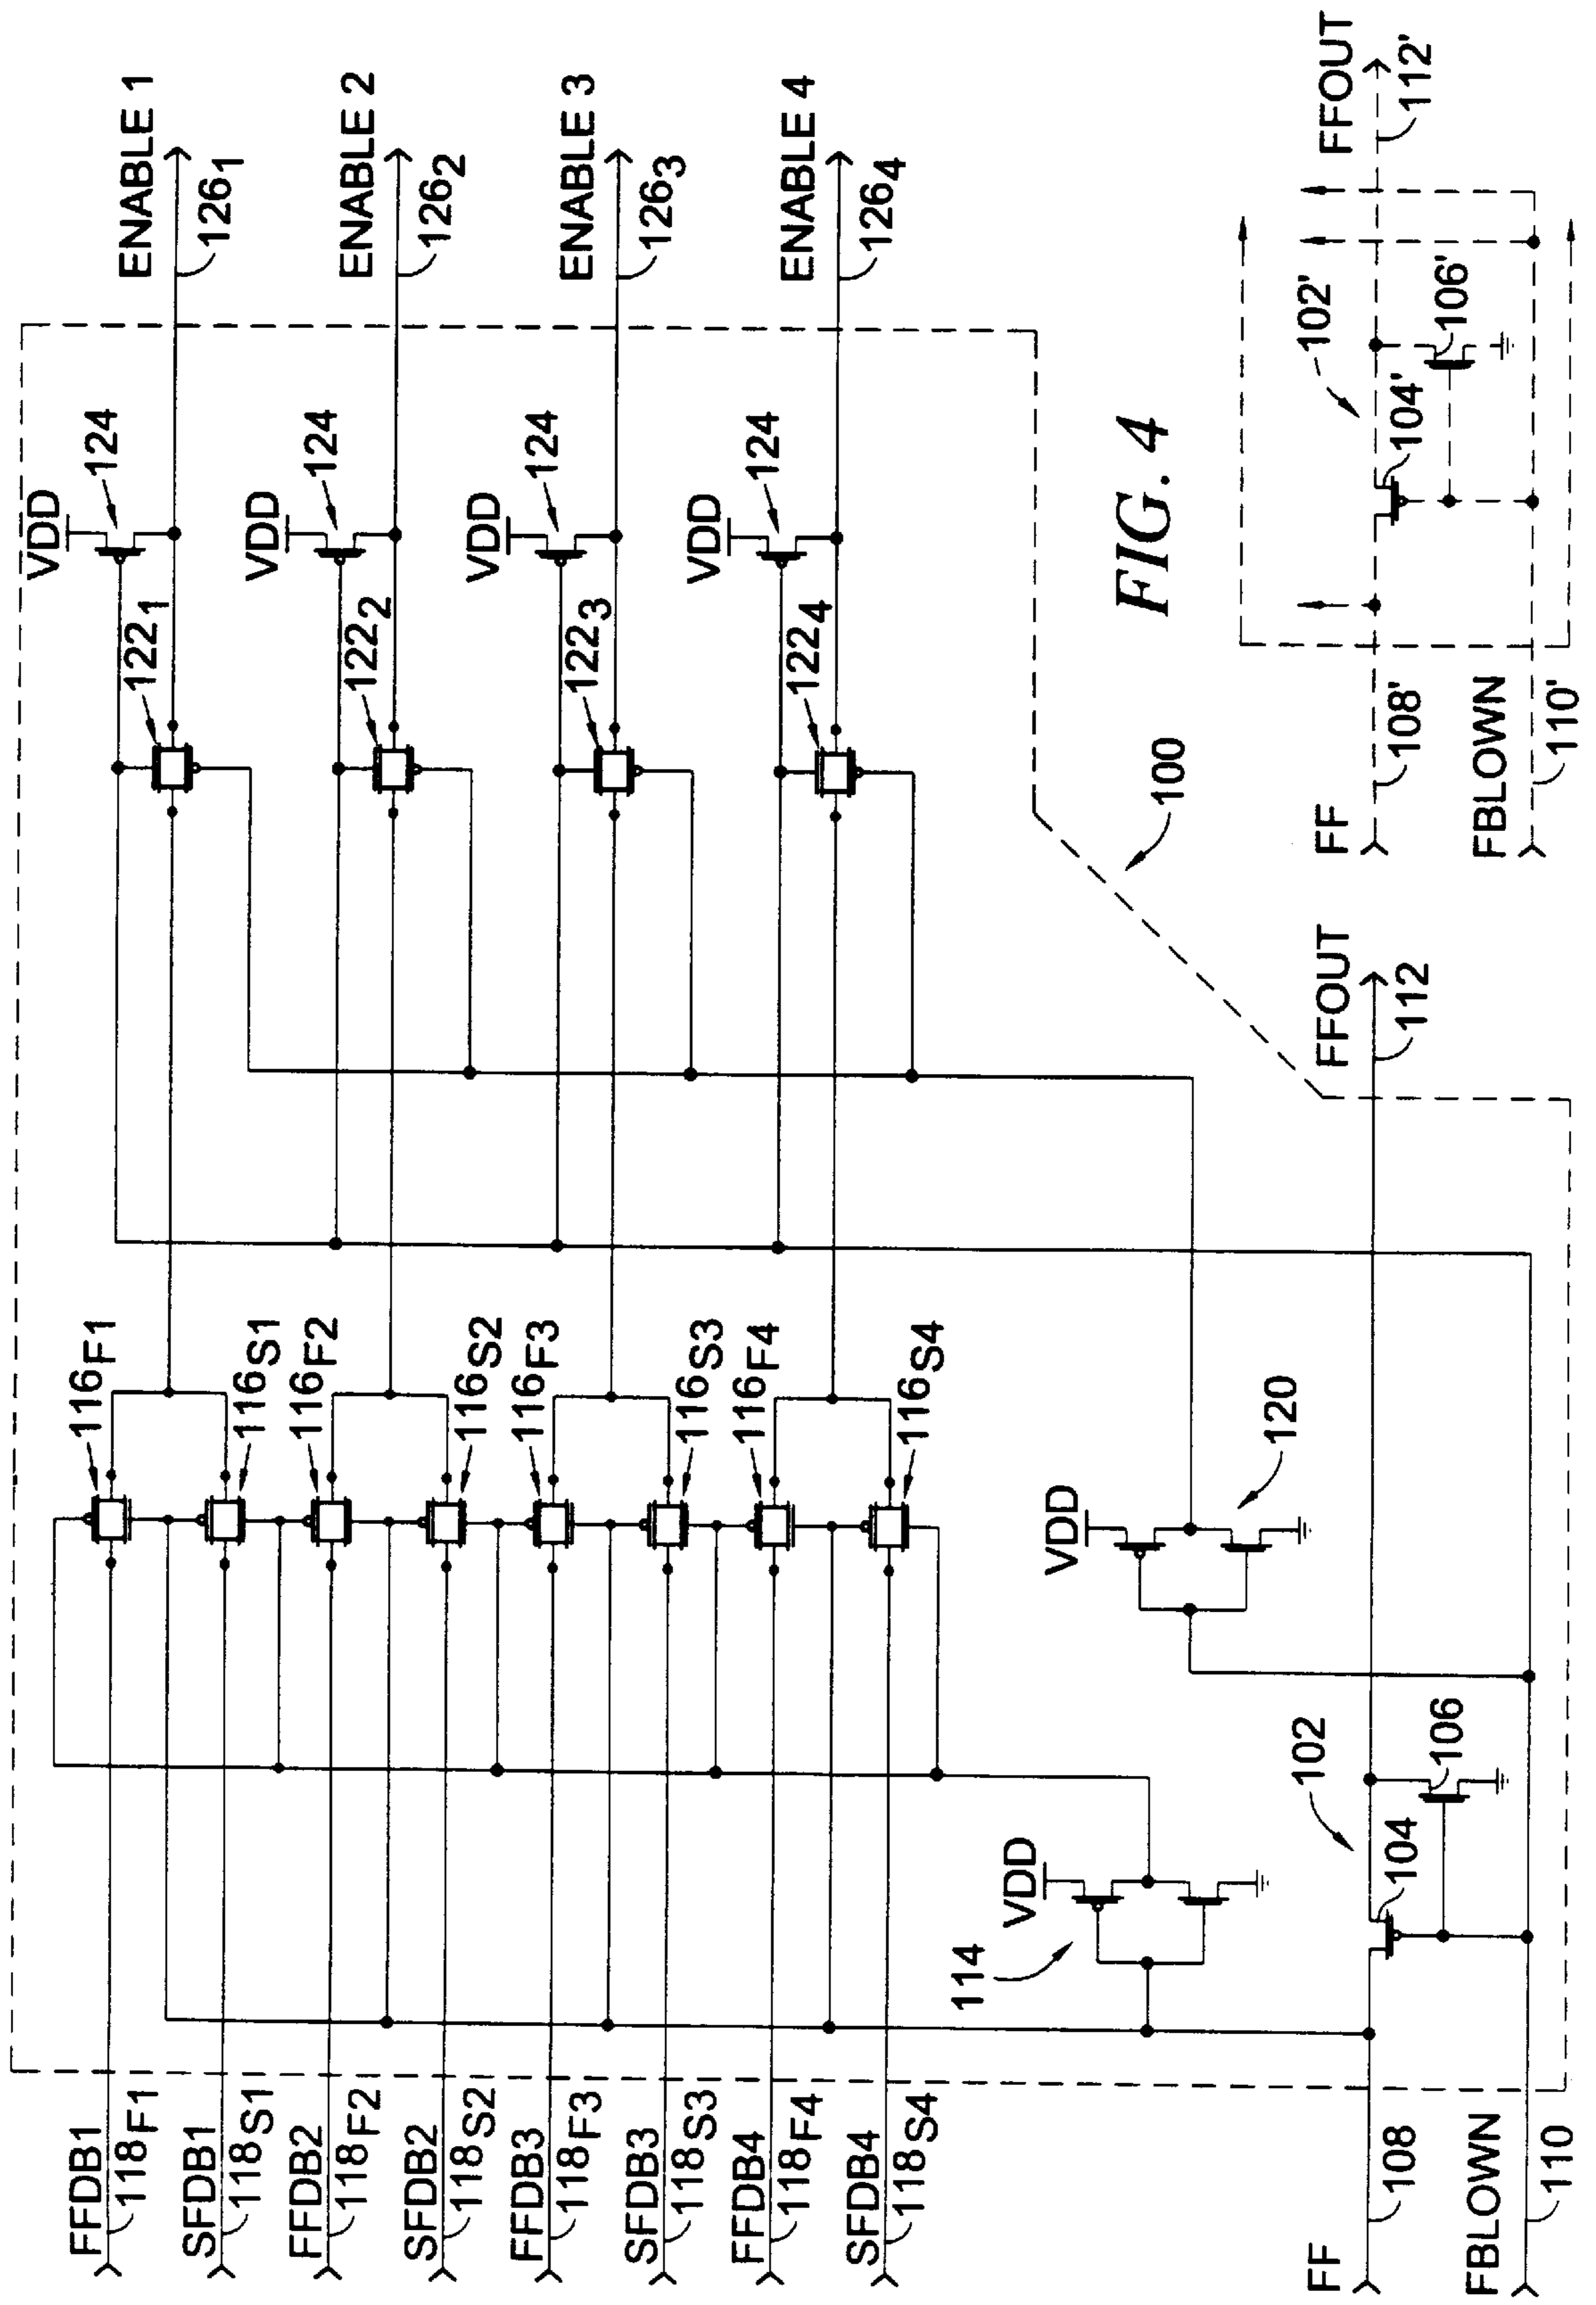 FFDB1
118F1
SFDB1
118S1
FFDB2
118F2
SFDB2
118S2
FFDB3
118F3
SFDB3
118S3
FFDB4
118F4
SFDB4
118S4
FF
108
FBLOWN
110
116F1
116S1
116F2
116S2
116F3
116S3
116F4
116S4
114
VDD
102
104
106
VDD
120
VDD
124
1221
VDD
124
1222
VDD
124
1223
VDD
124
1224
ENABLE 1
1261
ENABLE 2
1262
ENABLE 3
1263
ENABLE 4
1264
100
FFOUT
112
FIG. 4
FF
108'
FBLOWN
110'
102'
104'
106'
FFOUT
112'